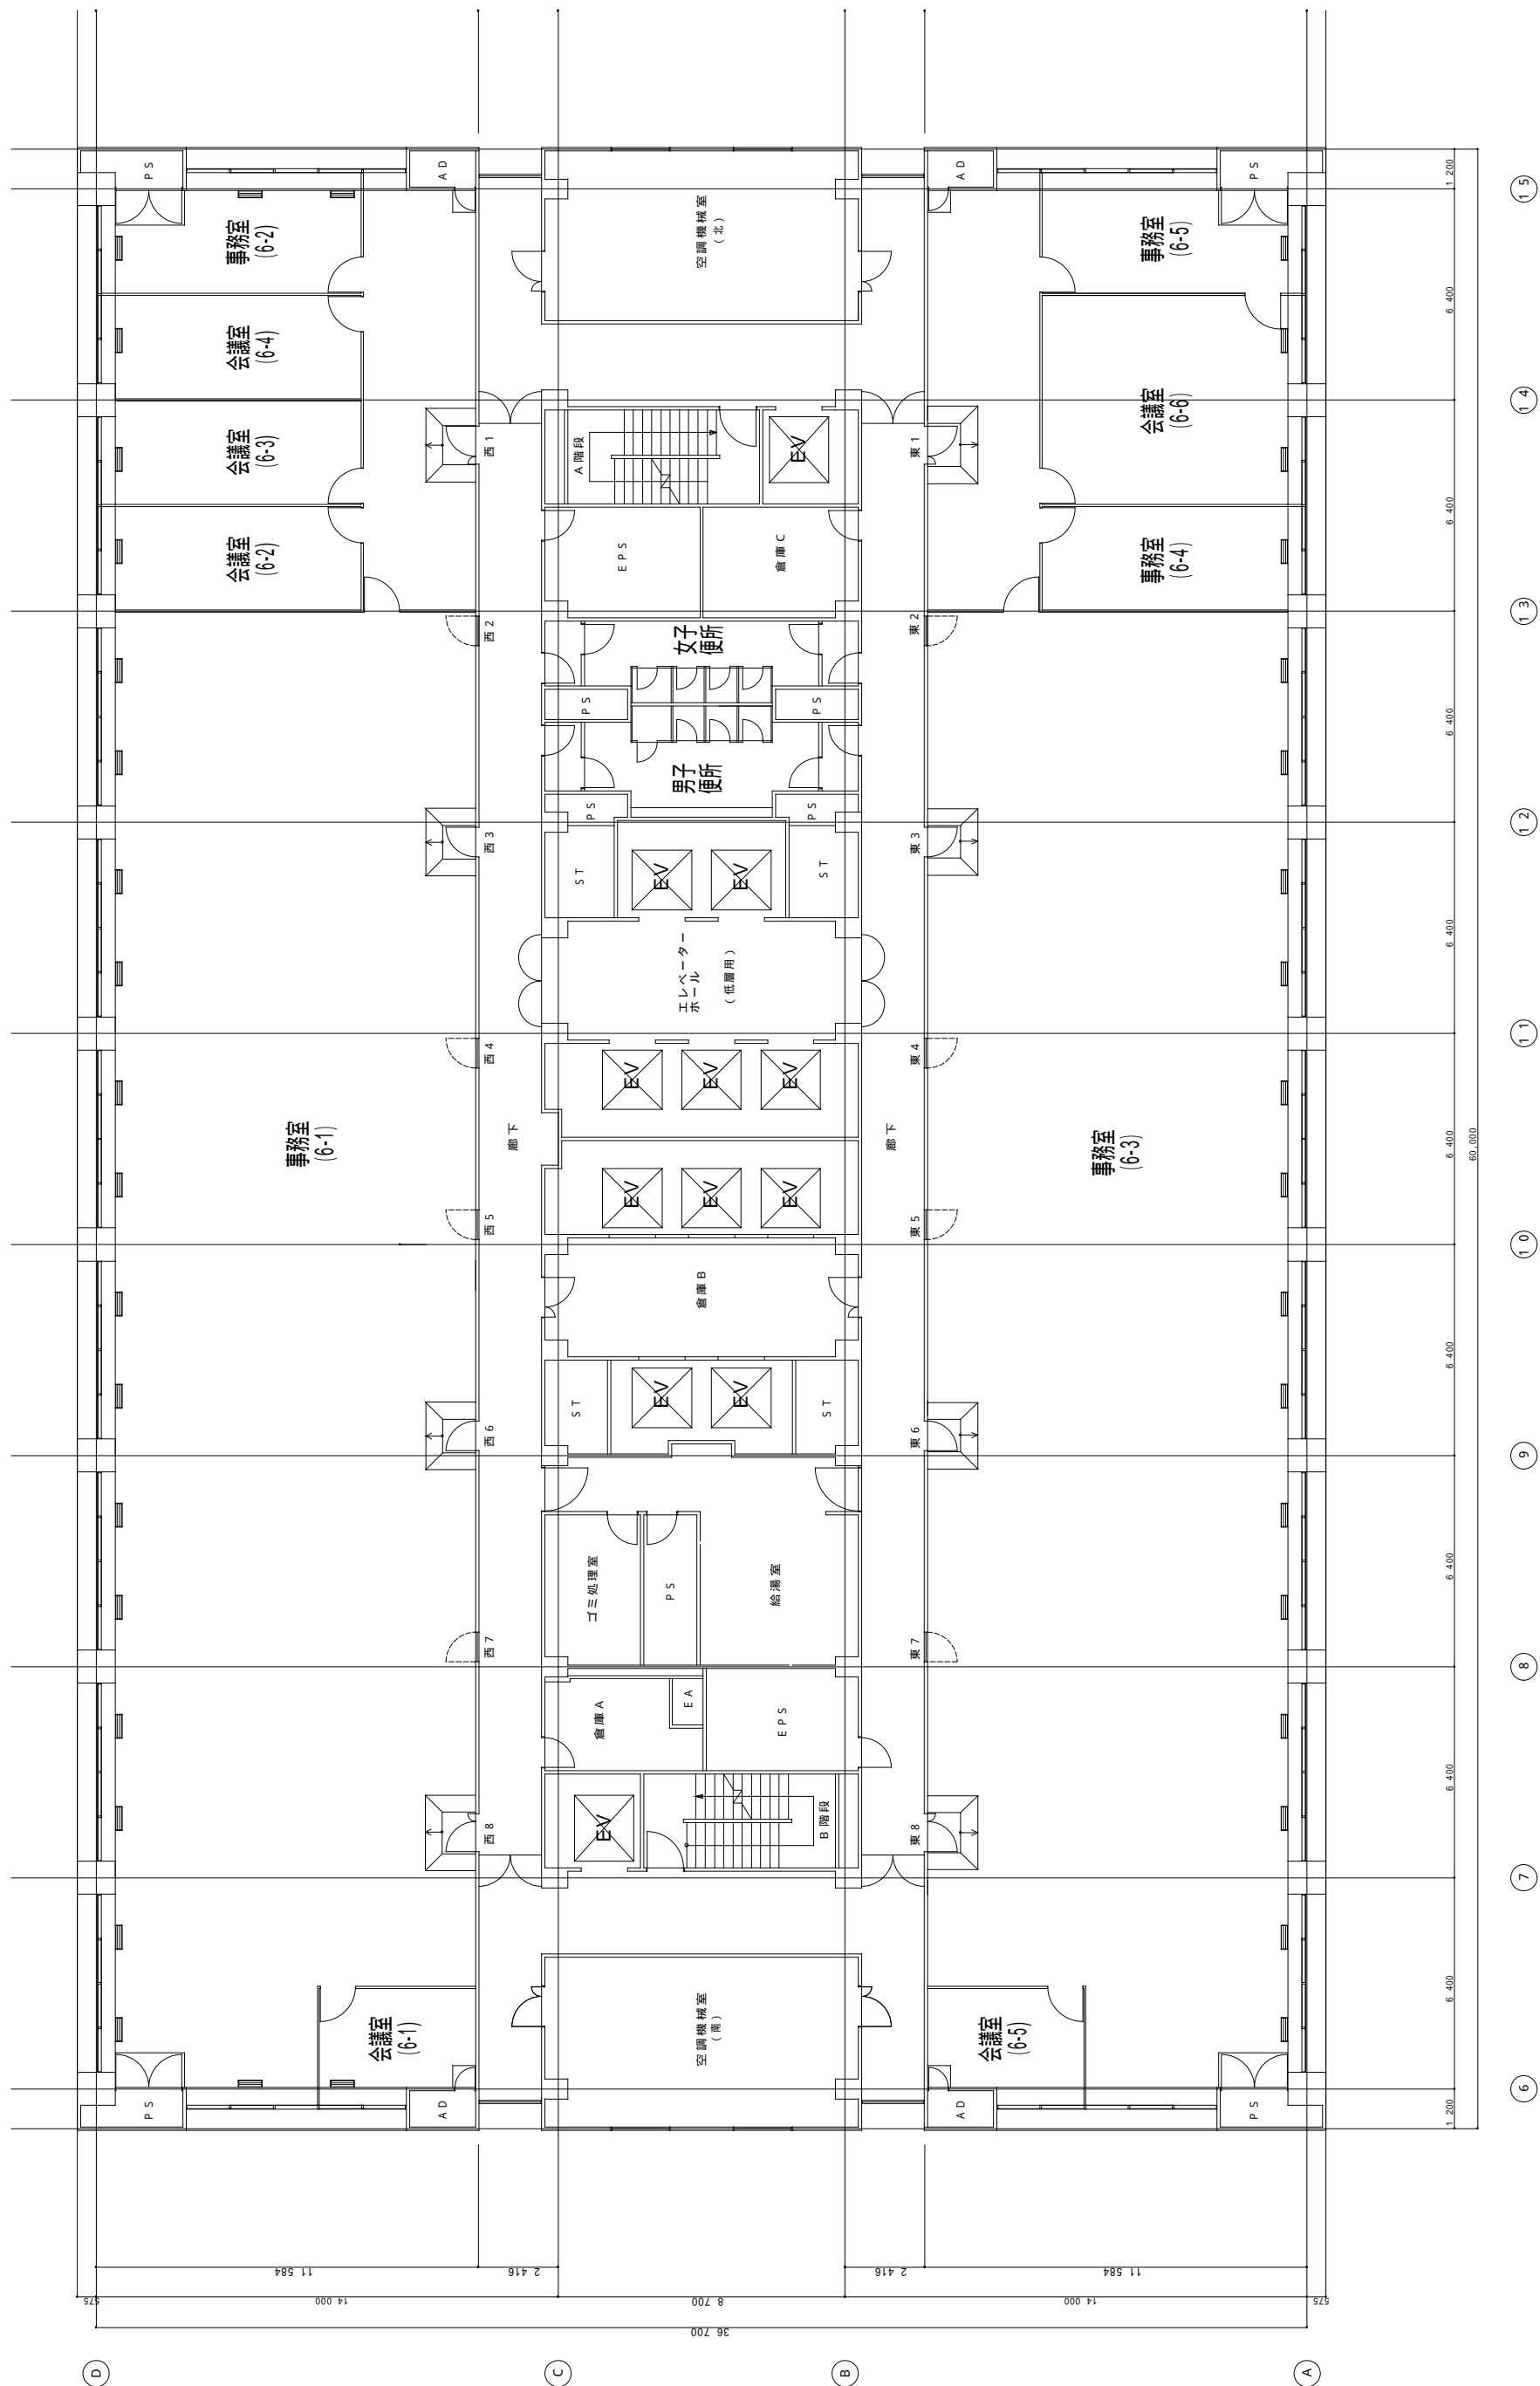 PS
AD
AD
PS
15
1 200
空調機械室
（北）
事務室
(6-2)
事務室
(6-5)
6 400
会議室
(6-4)
14
会議室
(6-6)
会議室
(6-3)
西1
A階段
EV
東1
6 400
会議室
(6-2)
EPS
倉庫C
事務室
(6-4)
13
西2
女子
便所
東2
PS
PS
6 400
男子
便所
PS
PS
12
西3
東3
ST
EV
EV
ST
エレベーター
ホール
（低層用）
6 400
11
西4
東4
EV
EV
EV
事務室
(6-1)
廊下
廊下
事務室
(6-3)
6 400
60,000
EV
EV
EV
西5
東5
10
倉庫B
6 400
ST
EV
EV
ST
西6
東6
9
ゴミ処理室
PS
給湯室
6 400
西7
東7
8
倉庫A
EA
EPS
6 400
EV
B階段
西8
東8
7
会議室
(6-1)
空調機械室
（南）
会議室
(6-5)
6 400
6
PS
AD
AD
PS
1 200
11 584
2 416
2 416
11 584
575
14 000
8 700
14 000
575
36 700
D
C
B
A